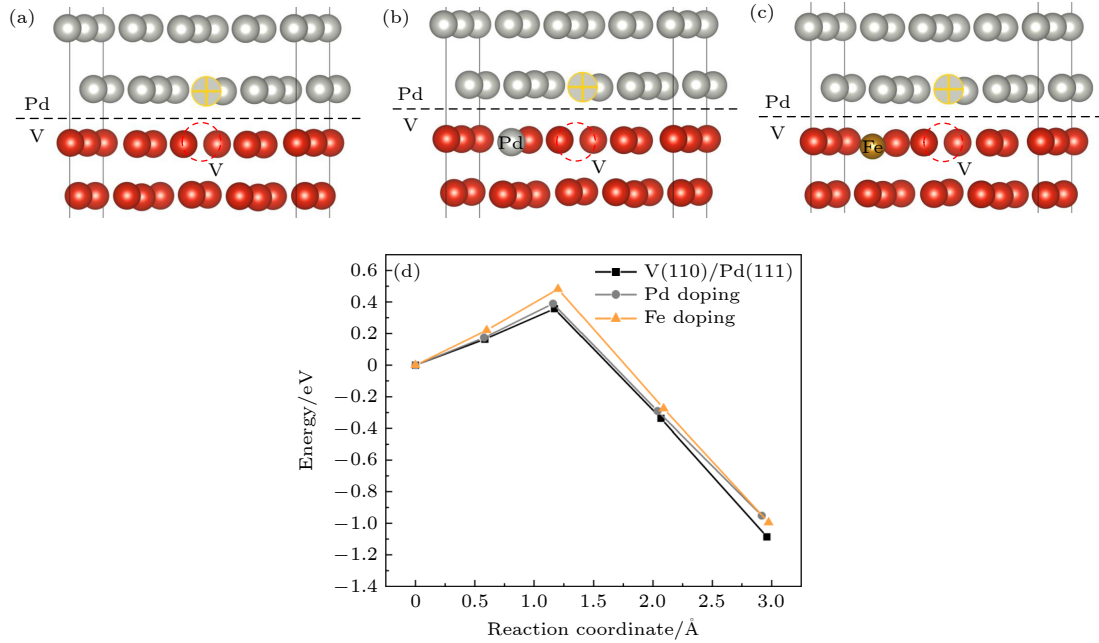 (a)
Pd
V
V
(b)
Pd
V
Pd
V
(c)
Pd
V
Fe
V
(d)
V(110)/Pd(111)
Pd doping
Fe doping
0.6
0.4
0.2
0
−0.2
−0.4
−0.6
−0.8
−1.0
−1.2
−1.4
Energy/eV
0 0.5 1.0 1.5 2.0 2.5 3.0
Reaction coordinate/Å